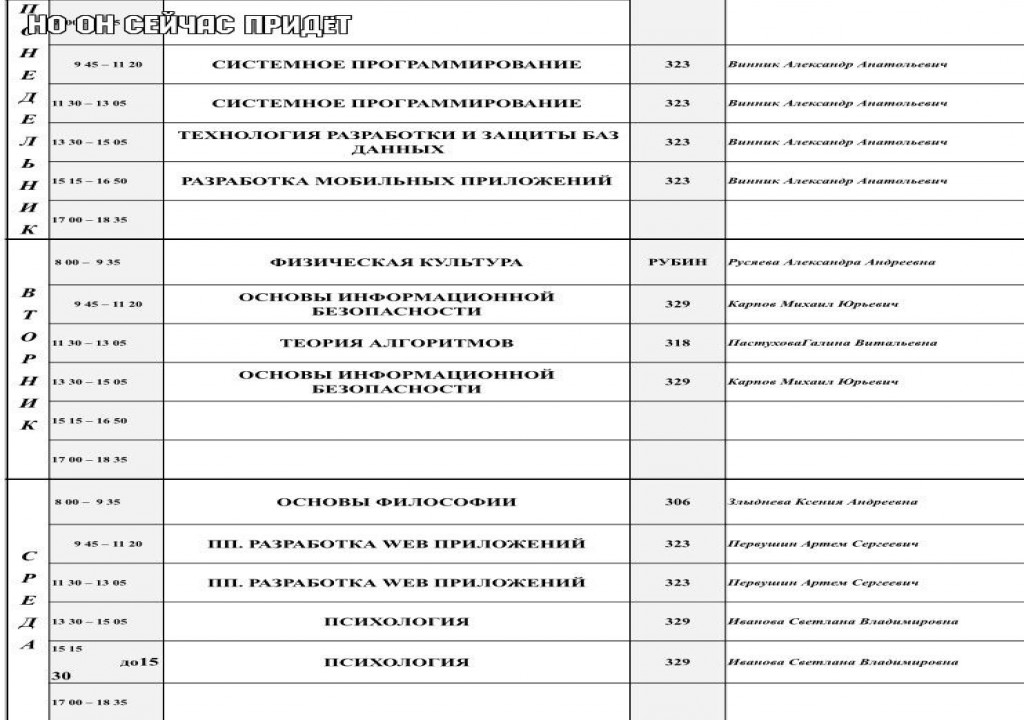 НО ОН СЕЙЧАС ПРИДЁТ
ПОНЕДЕЛЬНИК
9 45 – 11 20 СИСТЕМНОЕ ПРОГРАММИРОВАНИЕ 323 Винник Александр Анатольевич
11 30 – 13 05 СИСТЕМНОЕ ПРОГРАММИРОВАНИЕ 323 Винник Александр Анатольевич
13 30 – 15 05 ТЕХНОЛОГИЯ РАЗРАБОТКИ И ЗАЩИТЫ БАЗ
ДАННЫХ 323 Винник Александр Анатольевич
15 15 – 16 50 РАЗРАБОТКА МОБИЛЬНЫХ ПРИЛОЖЕНИЙ 323 Винник Александр Анатольевич
17 00 – 18 35
ВТОРНИК
8 00 – 9 35 ФИЗИЧЕСКАЯ КУЛЬТУРА РУБИН Русяева Александра Андреевна
9 45 – 11 20 ОСНОВЫ ИНФОРМАЦИОННОЙ
БЕЗОПАСНОСТИ 329 Карпов Михаил Юрьевич
11 30 – 13 05 ТЕОРИЯ АЛГОРИТМОВ 318 ПастуховаГалина Витальевна
13 30 – 15 05 ОСНОВЫ ИНФОРМАЦИОННОЙ
БЕЗОПАСНОСТИ 329 Карпов Михаил Юрьевич
15 15 – 16 50
17 00 – 18 35
СРЕДА
8 00 – 9 35 ОСНОВЫ ФИЛОСОФИИ 306 Злыднева Ксения Андреевна
9 45 – 11 20 ПП. РАЗРАБОТКА WEB ПРИЛОЖЕНИЙ 323 Первушин Артем Сергеевич
11 30 – 13 05 ПП. РАЗРАБОТКА WEB ПРИЛОЖЕНИЙ 323 Первушин Артем Сергеевич
13 30 – 15 05 ПСИХОЛОГИЯ 329 Иванова Светлана Владимировна
15 15
до15
30 ПСИХОЛОГИЯ 329 Иванова Светлана Владимировна
17 00 – 18 35